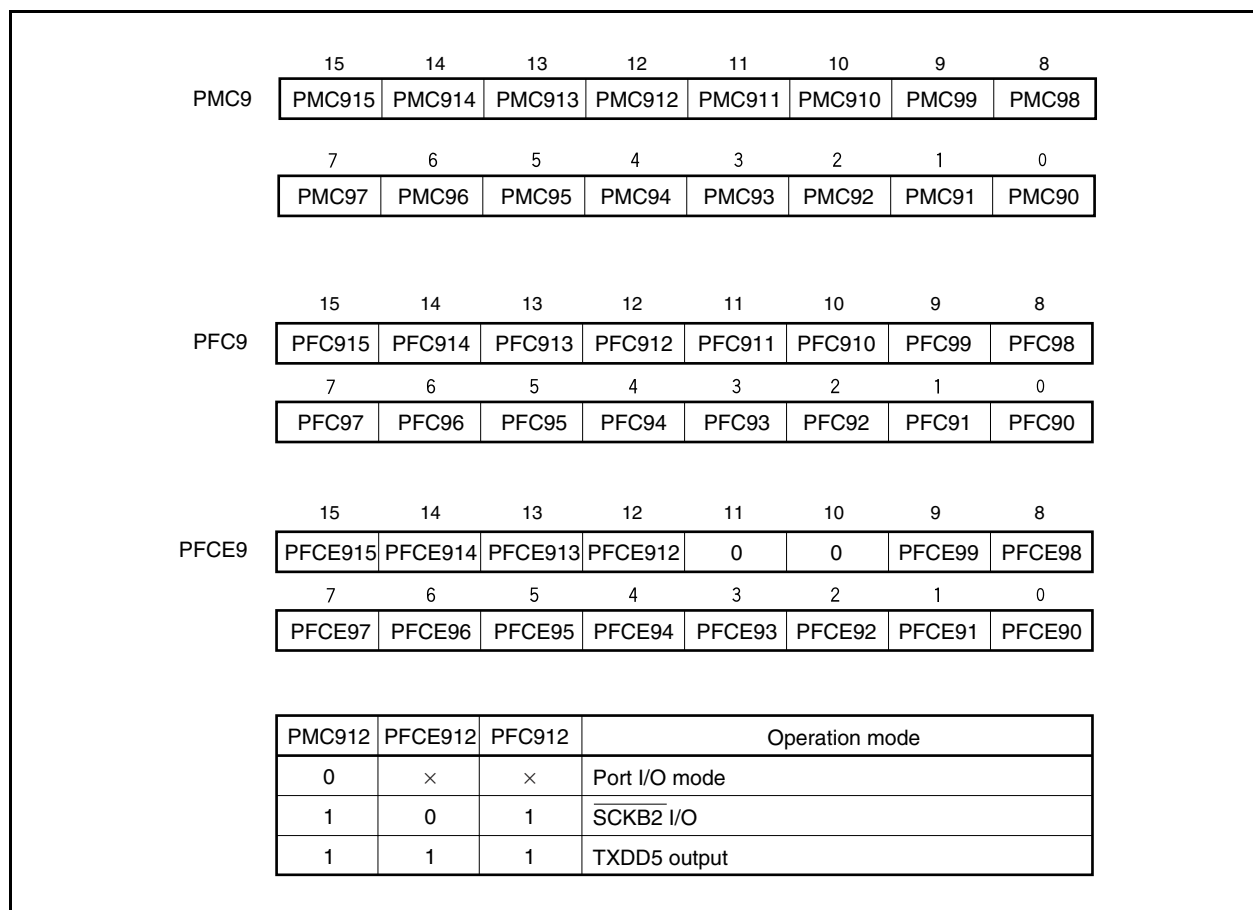 15 14 13 12 11 10 9 8
PMC9 PMC915 PMC914 PMC913 PMC912 PMC911 PMC910 PMC99 PMC98
7 6 5 4 3 2 1 0
PMC97 PMC96 PMC95 PMC94 PMC93 PMC92 PMC91 PMC90
15 14 13 12 11 10 9 8
PFC9 PFC915 PFC914 PFC913 PFC912 PFC911 PFC910 PFC99 PFC98
7 6 5 4 3 2 1 0
PFC97 PFC96 PFC95 PFC94 PFC93 PFC92 PFC91 PFC90
15 14 13 12 11 10 9 8
PFCE9 PFCE915 PFCE914 PFCE913 PFCE912 0 0 PFCE99 PFCE98
7 6 5 4 3 2 1 0
PFCE97 PFCE96 PFCE95 PFCE94 PFCE93 PFCE92 PFCE91 PFCE90
PMC912 PFCE912 PFC912 Operation mode
0 × × Port I/O mode
1 0 1 S̅C̅K̅B̅2̅ I/O
1 1 1 TXDD5 output